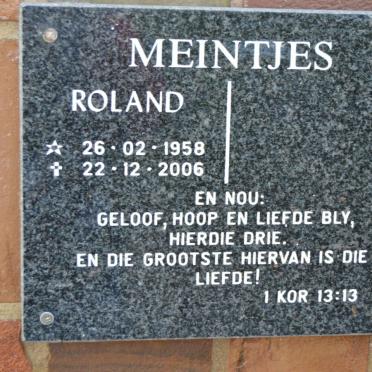 MEINTJES
ROLAND
☆ 26·02·1958
✝ 22·12·2006
EN NOU:
GELOOF, HOOP EN LIEFDE BLY,
HIERDIE DRIE.
EN DIE GROOTSTE HIERVAN IS DIE
LIEFDE!
1 KOR 13:13